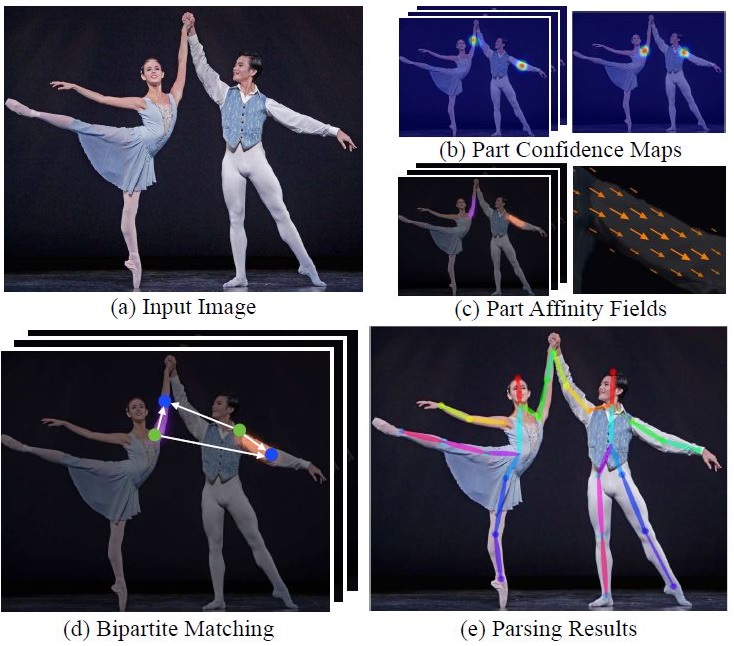 (a) Input Image
(b) Part Confidence Maps
(c) Part Affinity Fields
(d) Bipartite Matching
(e) Parsing Results